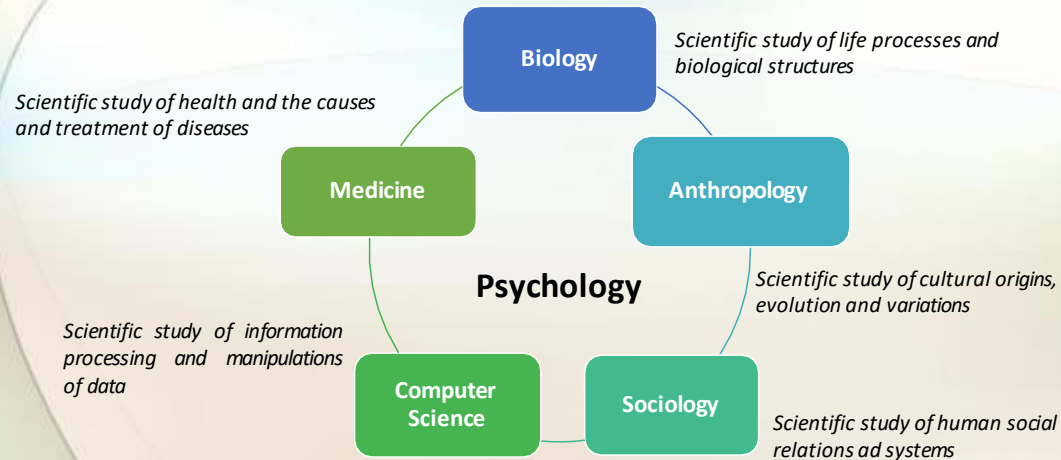 Biology
Scientific study of life processes and
biological structures
Scientific study of health and the causes
and treatment of diseases
Medicine
Anthropology
Psychology
Scientific study of cultural origins,
evolution and variations
Scientific study of information
processing and manipulations
of data
Computer
Science
Sociology
Scientific study of human social
relations ad systems